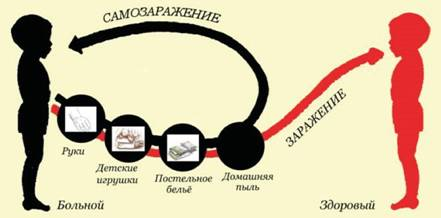 САМОЗАРАЖЕНИЕ
ЗАРАЖЕНИЕ
Руки
Детские
игрушки
Постельное
бельё
Домашняя
пыль
Больной
Здоровый